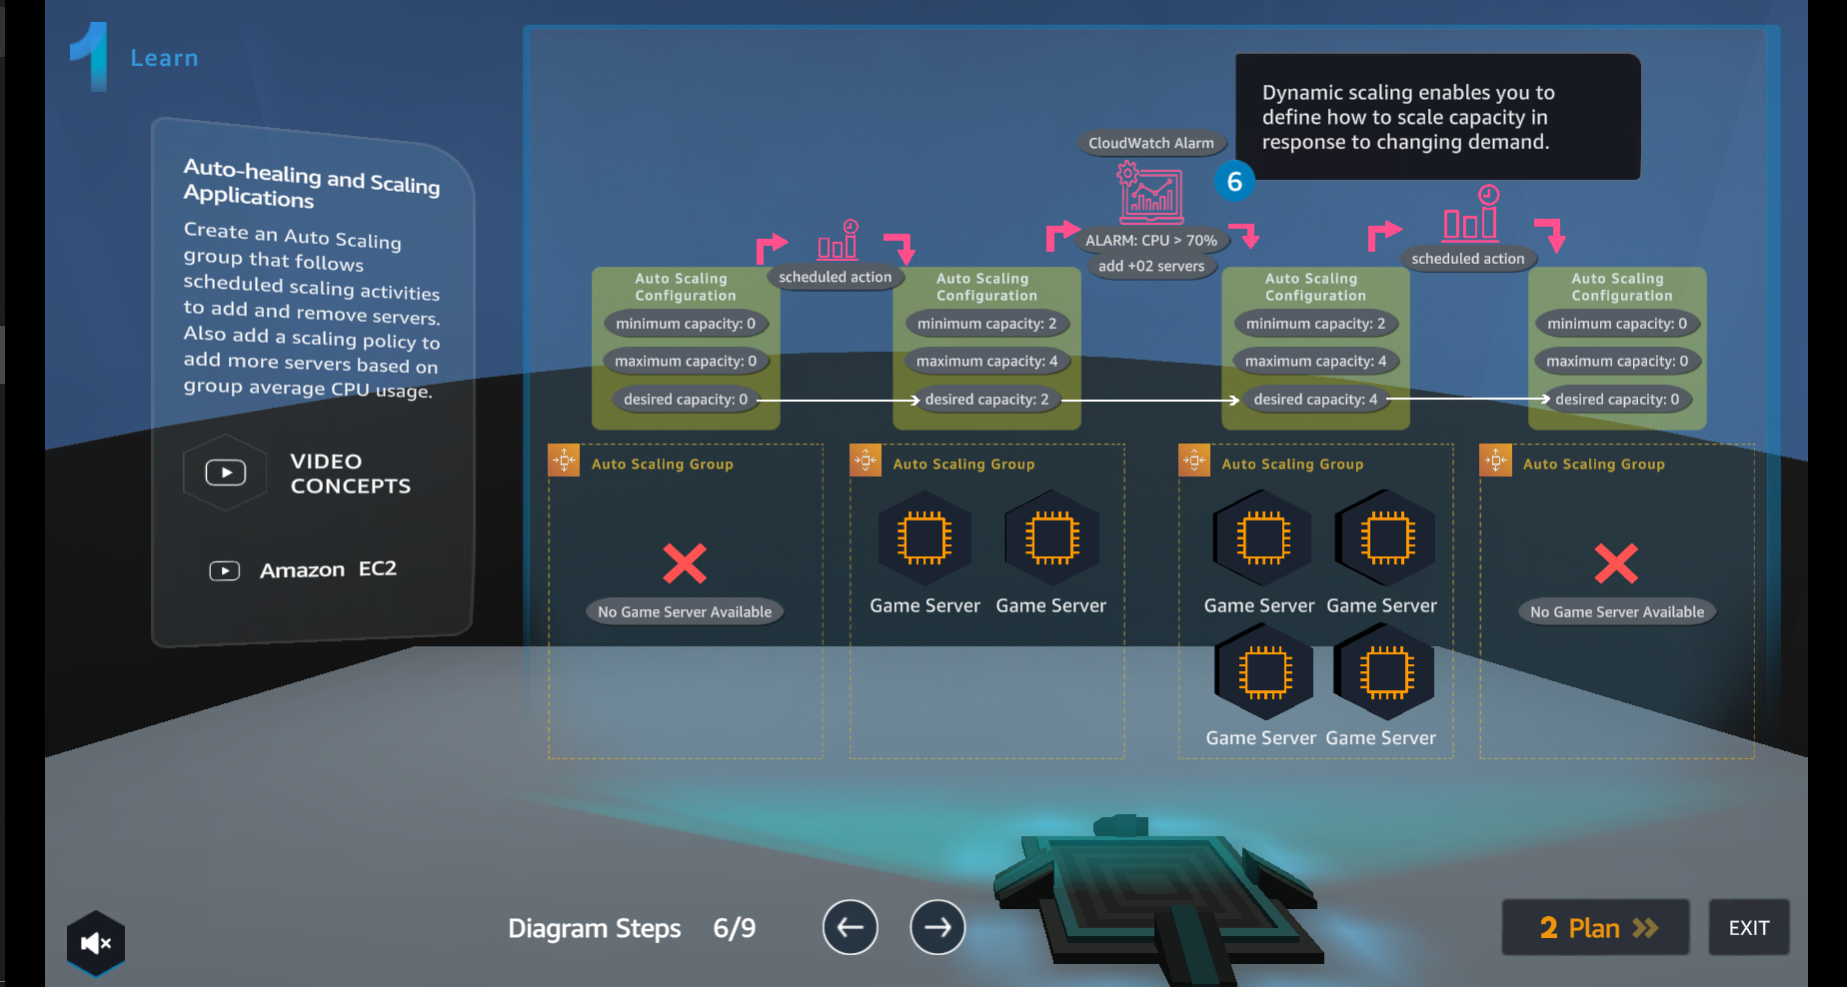 1
Learn
Auto-healing and Scaling
Applications
Create an Auto Scaling
group that follows
scheduled scaling activities
to add and remove servers.
Also add a scaling policy to
add more servers based on
group average CPU usage.
VIDEO
CONCEPTS
Amazon EC2
Dynamic scaling enables you to
define how to scale capacity in
response to changing demand.
6
CloudWatch Alarm
ALARM: CPU > 70%
add +02 servers
scheduled action
scheduled action
Auto Scaling
Configuration
minimum capacity: 0
maximum capacity: 0
desired capacity: 0
Auto Scaling
Configuration
minimum capacity: 2
maximum capacity: 4
desired capacity: 2
Auto Scaling
Configuration
minimum capacity: 2
maximum capacity: 4
desired capacity: 4
Auto Scaling
Configuration
minimum capacity: 0
maximum capacity: 0
desired capacity: 0
Auto Scaling Group
No Game Server Available
Auto Scaling Group
Game Server Game Server
Auto Scaling Group
Game Server Game Server
Game Server Game Server
Auto Scaling Group
No Game Server Available
Diagram Steps 6/9
2 Plan
EXIT